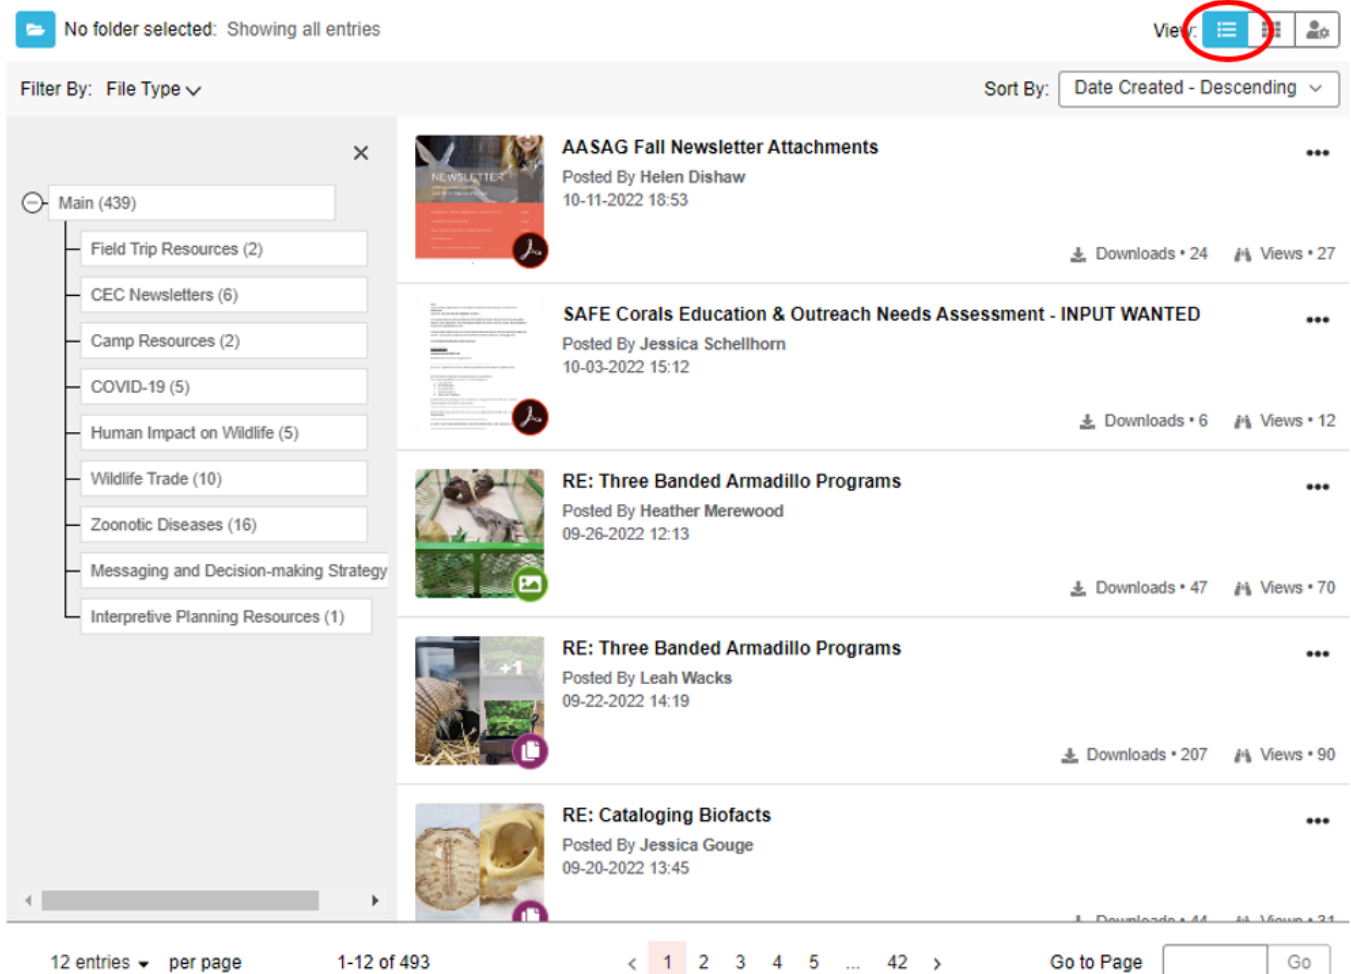 No folder selected: Showing all entries
View:
Filter By: File Type
Sort By: Date Created - Descending
Main (439)
Field Trip Resources (2)
CEC Newsletters (6)
Camp Resources (2)
COVID-19 (5)
Human Impact on Wildlife (5)
Wildlife Trade (10)
Zoonotic Diseases (16)
Messaging and Decision-making Strategy
Interpretive Planning Resources (1)
NEWSLETTER
AASAG Fall Newsletter Attachments
Posted By Helen Dishaw
10-11-2022 18:53
Downloads • 24 Views • 27
SAFE Corals Education & Outreach Needs Assessment - INPUT WANTED
Posted By Jessica Schellhorn
10-03-2022 15:12
Downloads • 6 Views • 12
RE: Three Banded Armadillo Programs
Posted By Heather Merewood
09-26-2022 12:13
Downloads • 47 Views • 70
+1
RE: Three Banded Armadillo Programs
Posted By Leah Wacks
09-22-2022 14:19
Downloads • 207 Views • 90
RE: Cataloging Biofacts
Posted By Jessica Gouge
09-20-2022 13:45
Downloads • 44 Views • 31
12 entries per page 1-12 of 493 < 1 2 3 4 5 ... 42 > Go to Page Go